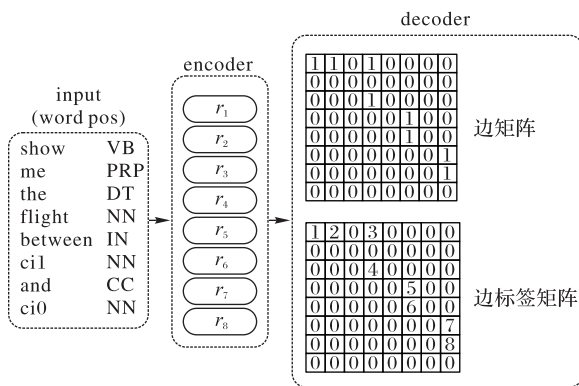 input
(word pos)
show VB
me PRP
the DT
flight NN
between IN
ci1 NN
and CC
ci0 NN
encoder
r₁
r₂
r₃
r₄
r₅
r₆
r₇
r₈
decoder
1 1 0 1 0 0 0 0
0 0 0 0 0 0 0 0
0 0 0 1 0 0 0 0
0 0 0 0 0 1 0 0
0 0 0 0 0 1 0 0
0 0 0 0 0 0 0 1
0 0 0 0 0 0 0 1
0 0 0 0 0 0 0 0
边矩阵
1 2 0 3 0 0 0 0
0 0 0 0 0 0 0 0
0 0 0 4 0 0 0 0
0 0 0 0 0 5 0 0
0 0 0 0 0 6 0 0
0 0 0 0 0 0 0 7
0 0 0 0 0 0 0 8
0 0 0 0 0 0 0 0
边标签矩阵